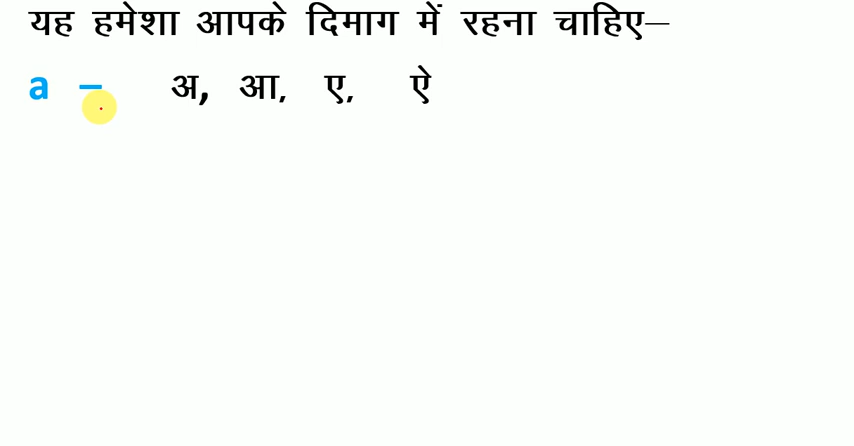 यह हमेशा आपके दिमाग में रहना चाहिए–
a – अ, आ, ए, ऐ